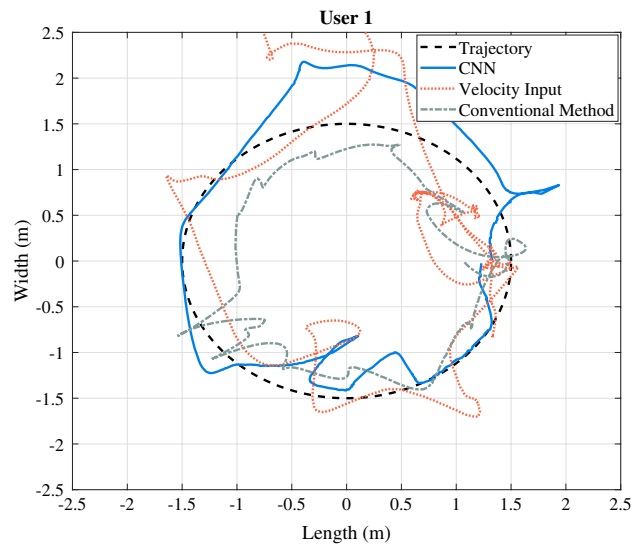 User 1
2.5
2
1.5
1
0.5
0
-0.5
-1
-1.5
-2
-2.5
Width (m)
Trajectory
CNN
Velocity Input
Conventional Method
-2.5 -2 -1.5 -1 -0.5 0 0.5 1 1.5 2 2.5
Length (m)